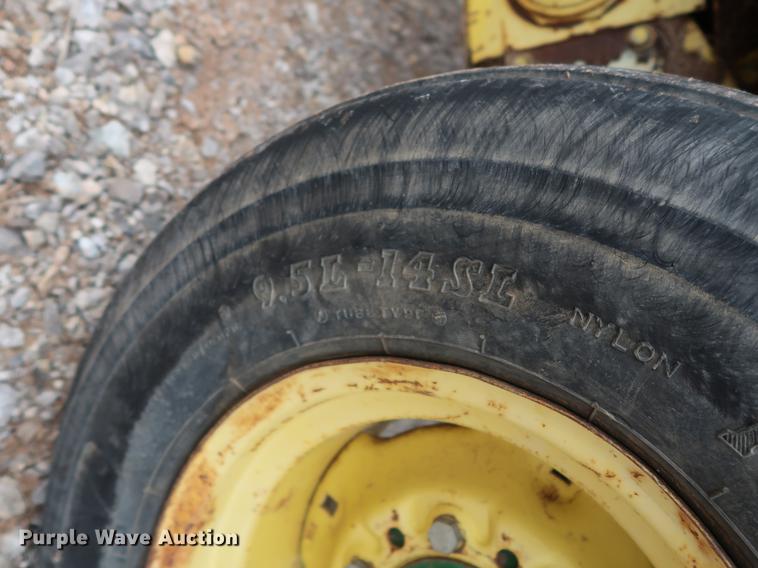 9.5L-14SL
TUBE TYPE
NYLON
Purple Wave Auction